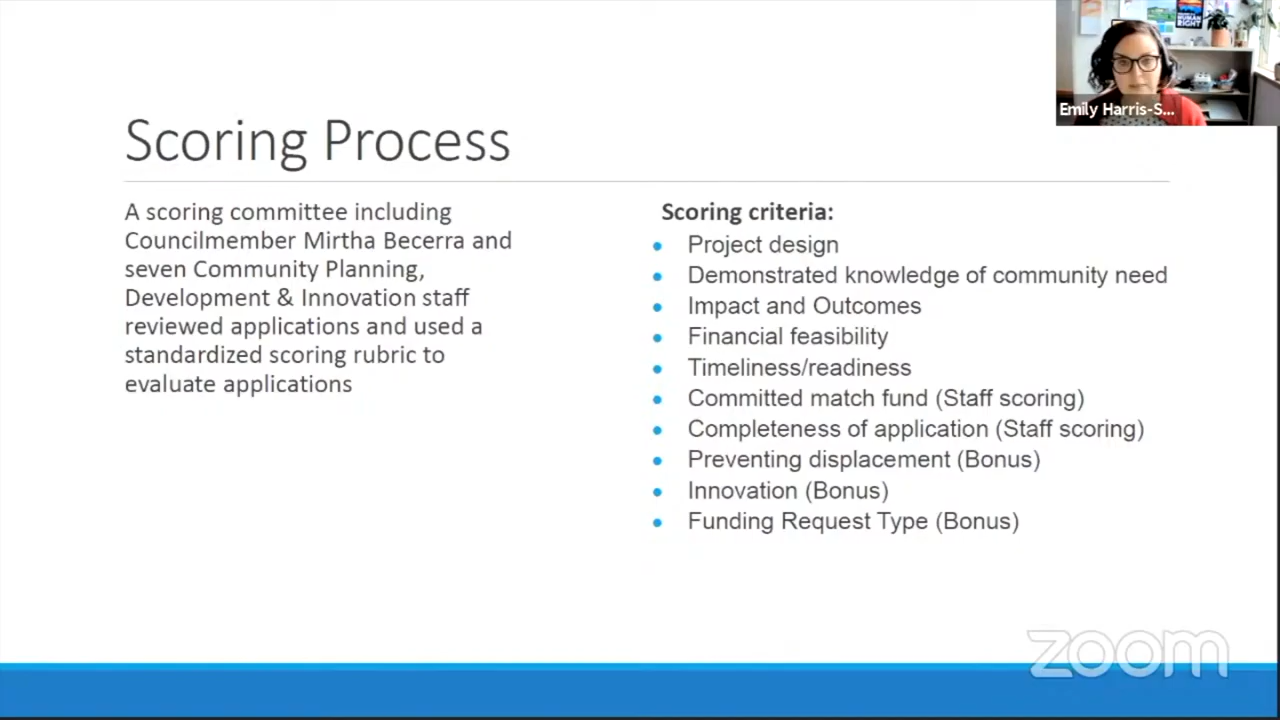 HUMAN
RIGHT
Emily Harris-S...
Scoring Process
A scoring committee including
Councilmember Mirtha Becerra and
seven Community Planning,
Development & Innovation staff
reviewed applications and used a
standardized scoring rubric to
evaluate applications
Scoring criteria:
Project design
Demonstrated knowledge of community need
Impact and Outcomes
Financial feasibility
Timeliness/readiness
Committed match fund (Staff scoring)
Completeness of application (Staff scoring)
Preventing displacement (Bonus)
Innovation (Bonus)
Funding Request Type (Bonus)
zoom